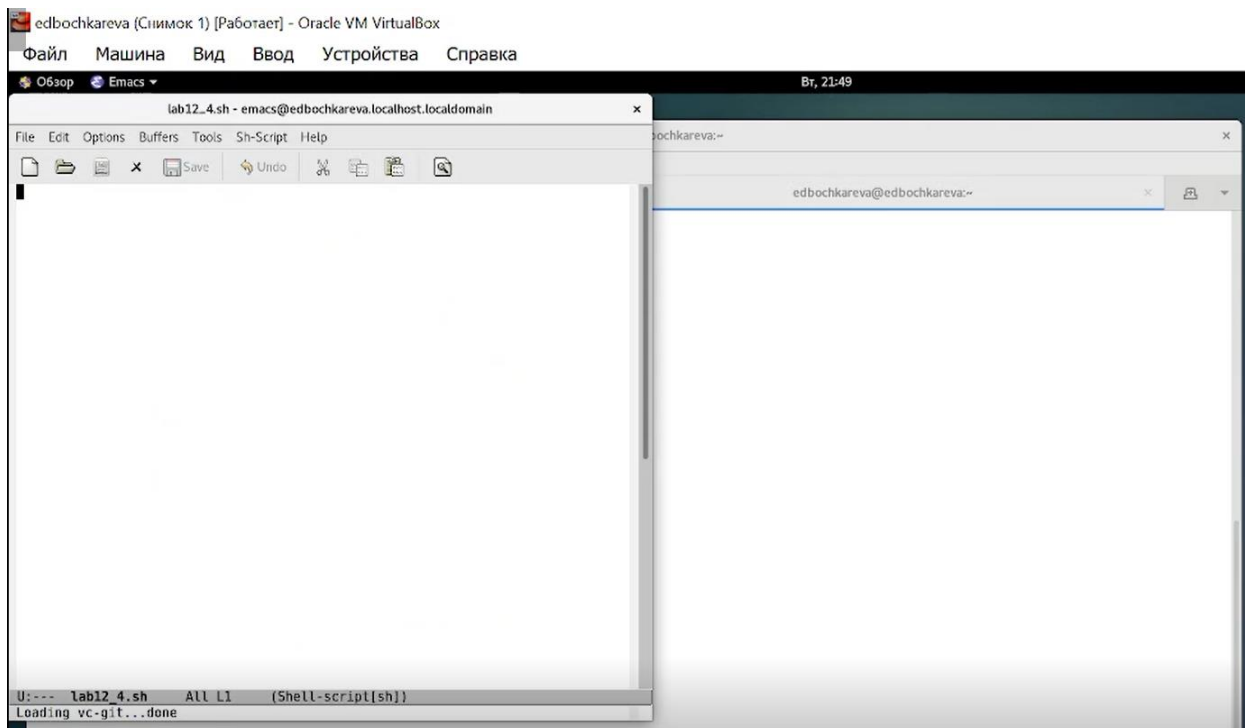 edbochkareva (Снимок 1) [Работает] - Oracle VM VirtualBox
Файл Машина Вид Ввод Устройства Справка
Обзор Emacs Вт, 21:49
lab12_4.sh - emacs@edbochkareva.localhost.localdomain
ochkareva:~
File Edit Options Buffers Tools Sh-Script Help
Save Undo
edbochkareva@edbochkareva:~
U:--- lab12_4.sh All L1 (Shell-script[sh])
Loading vc-git...done